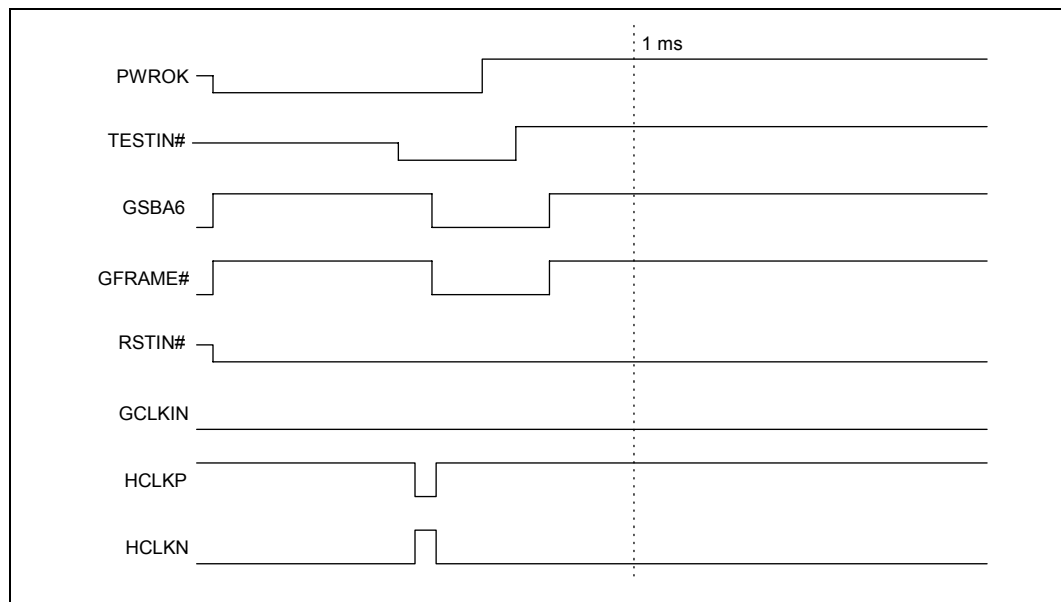 1 ms
PWROK
TESTIN#
GSBA6
GFRAME#
RSTIN#
GCLKIN
HCLKP
HCLKN